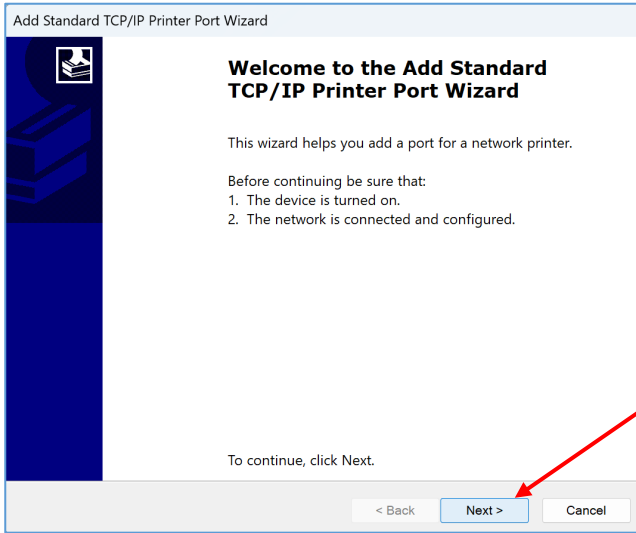 Add Standard TCP/IP Printer Port Wizard
Welcome to the Add Standard
TCP/IP Printer Port Wizard
This wizard helps you add a port for a network printer.
Before continuing be sure that:
1. The device is turned on.
2. The network is connected and configured.
To continue, click Next.
< Back Next > Cancel